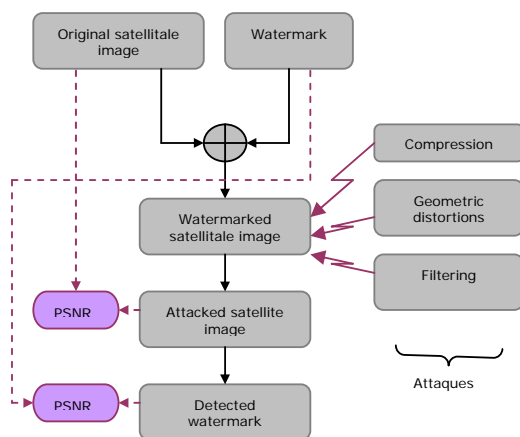 Original satellitale
image
Watermark
Compression
Watermarked
satellitale image
Geometric
distortions
Filtering
PSNR
Attacked satellite
image
Attaques
PSNR
Detected
watermark